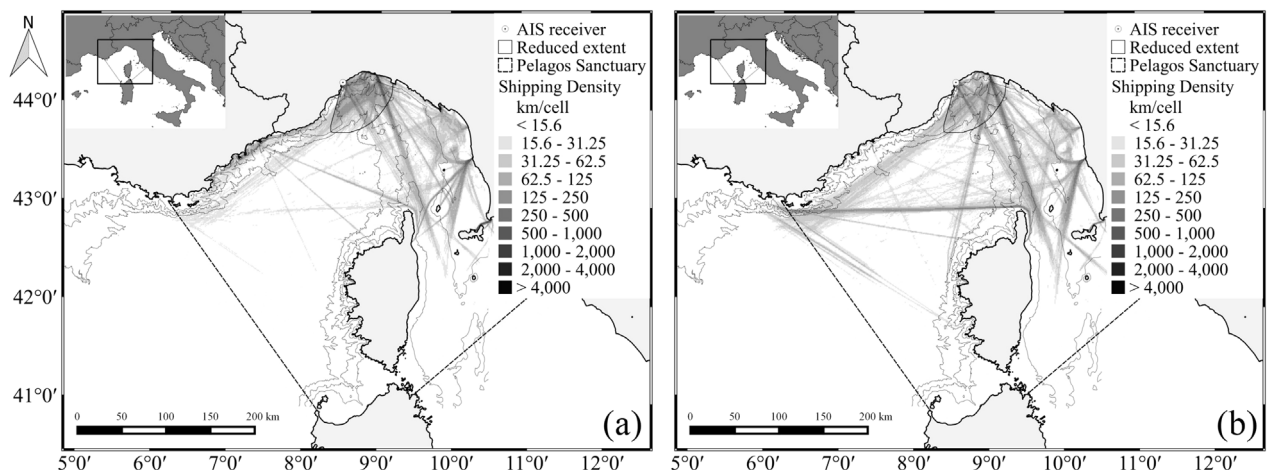 N
AIS receiver
Reduced extent
Pelagos Sanctuary
Shipping Density
km/cell
< 15.6
15.6 - 31.25
31.25 - 62.5
62.5 - 125
125 - 250
250 - 500
500 - 1,000
1,000 - 2,000
2,000 - 4,000
> 4,000
44°0′
43°0′
42°0′
41°0′
0 50 100 150 200 km
(a)
5°0′ 6°0′ 7°0′ 8°0′ 9°0′ 10°0′ 11°0′ 12°0′
AIS receiver
Reduced extent
Pelagos Sanctuary
Shipping Density
km/cell
< 15.6
15.6 - 31.25
31.25 - 62.5
62.5 - 125
125 - 250
250 - 500
500 - 1,000
1,000 - 2,000
2,000 - 4,000
> 4,000
0 50 100 150 200 km
(b)
5°0′ 6°0′ 7°0′ 8°0′ 9°0′ 10°0′ 11°0′ 12°0′